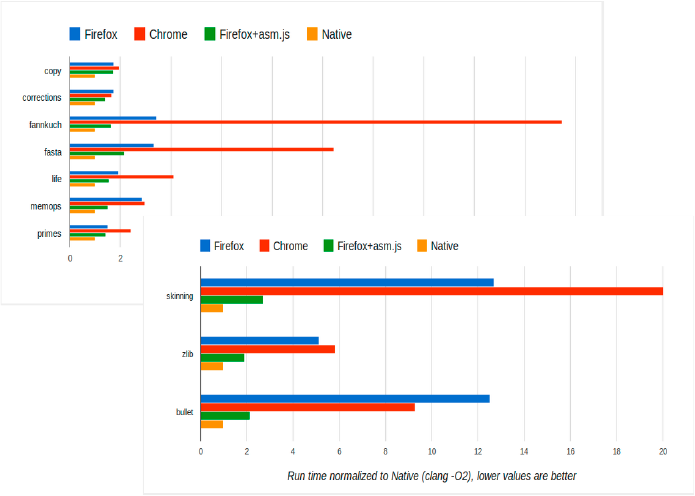 Firefox Chrome Firefox+asm.js Native
copy
corrections
fannkuch
fasta
life
memops
primes
0 2
Firefox Chrome Firefox+asm.js Native
skinning
zlib
bullet
0 2 4 6 8 10 12 14 16 18 20
Run time normalized to Native (clang -O2), lower values are better